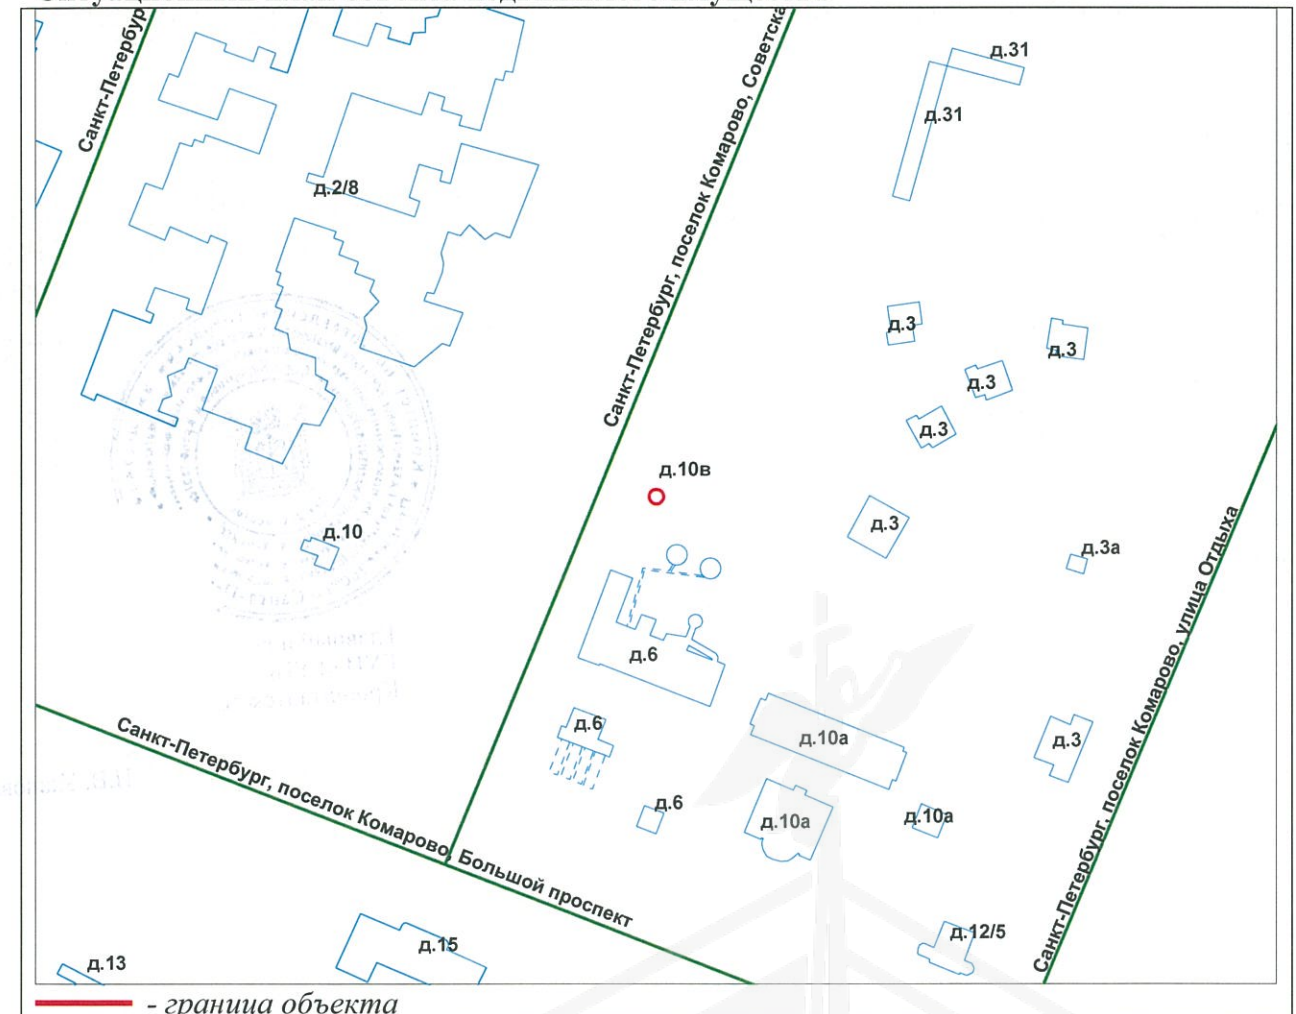 Санкт-Петербур
Санкт-Петербург, поселок Комарово, Советска
д.31
д.31
д.2/8
д.3
д.3
д.3
д.3
д.10в
д.3
д.10
д.3а
д.6
Санкт-Петербург, поселок Комарово, улица Отдыха
д.6
д.10а
д.3
д.6
д.10а
д.10а
Санкт-Петербург, поселок Комарово, Большой проспект
д.12/5
д.15
д.13
- граница объекта